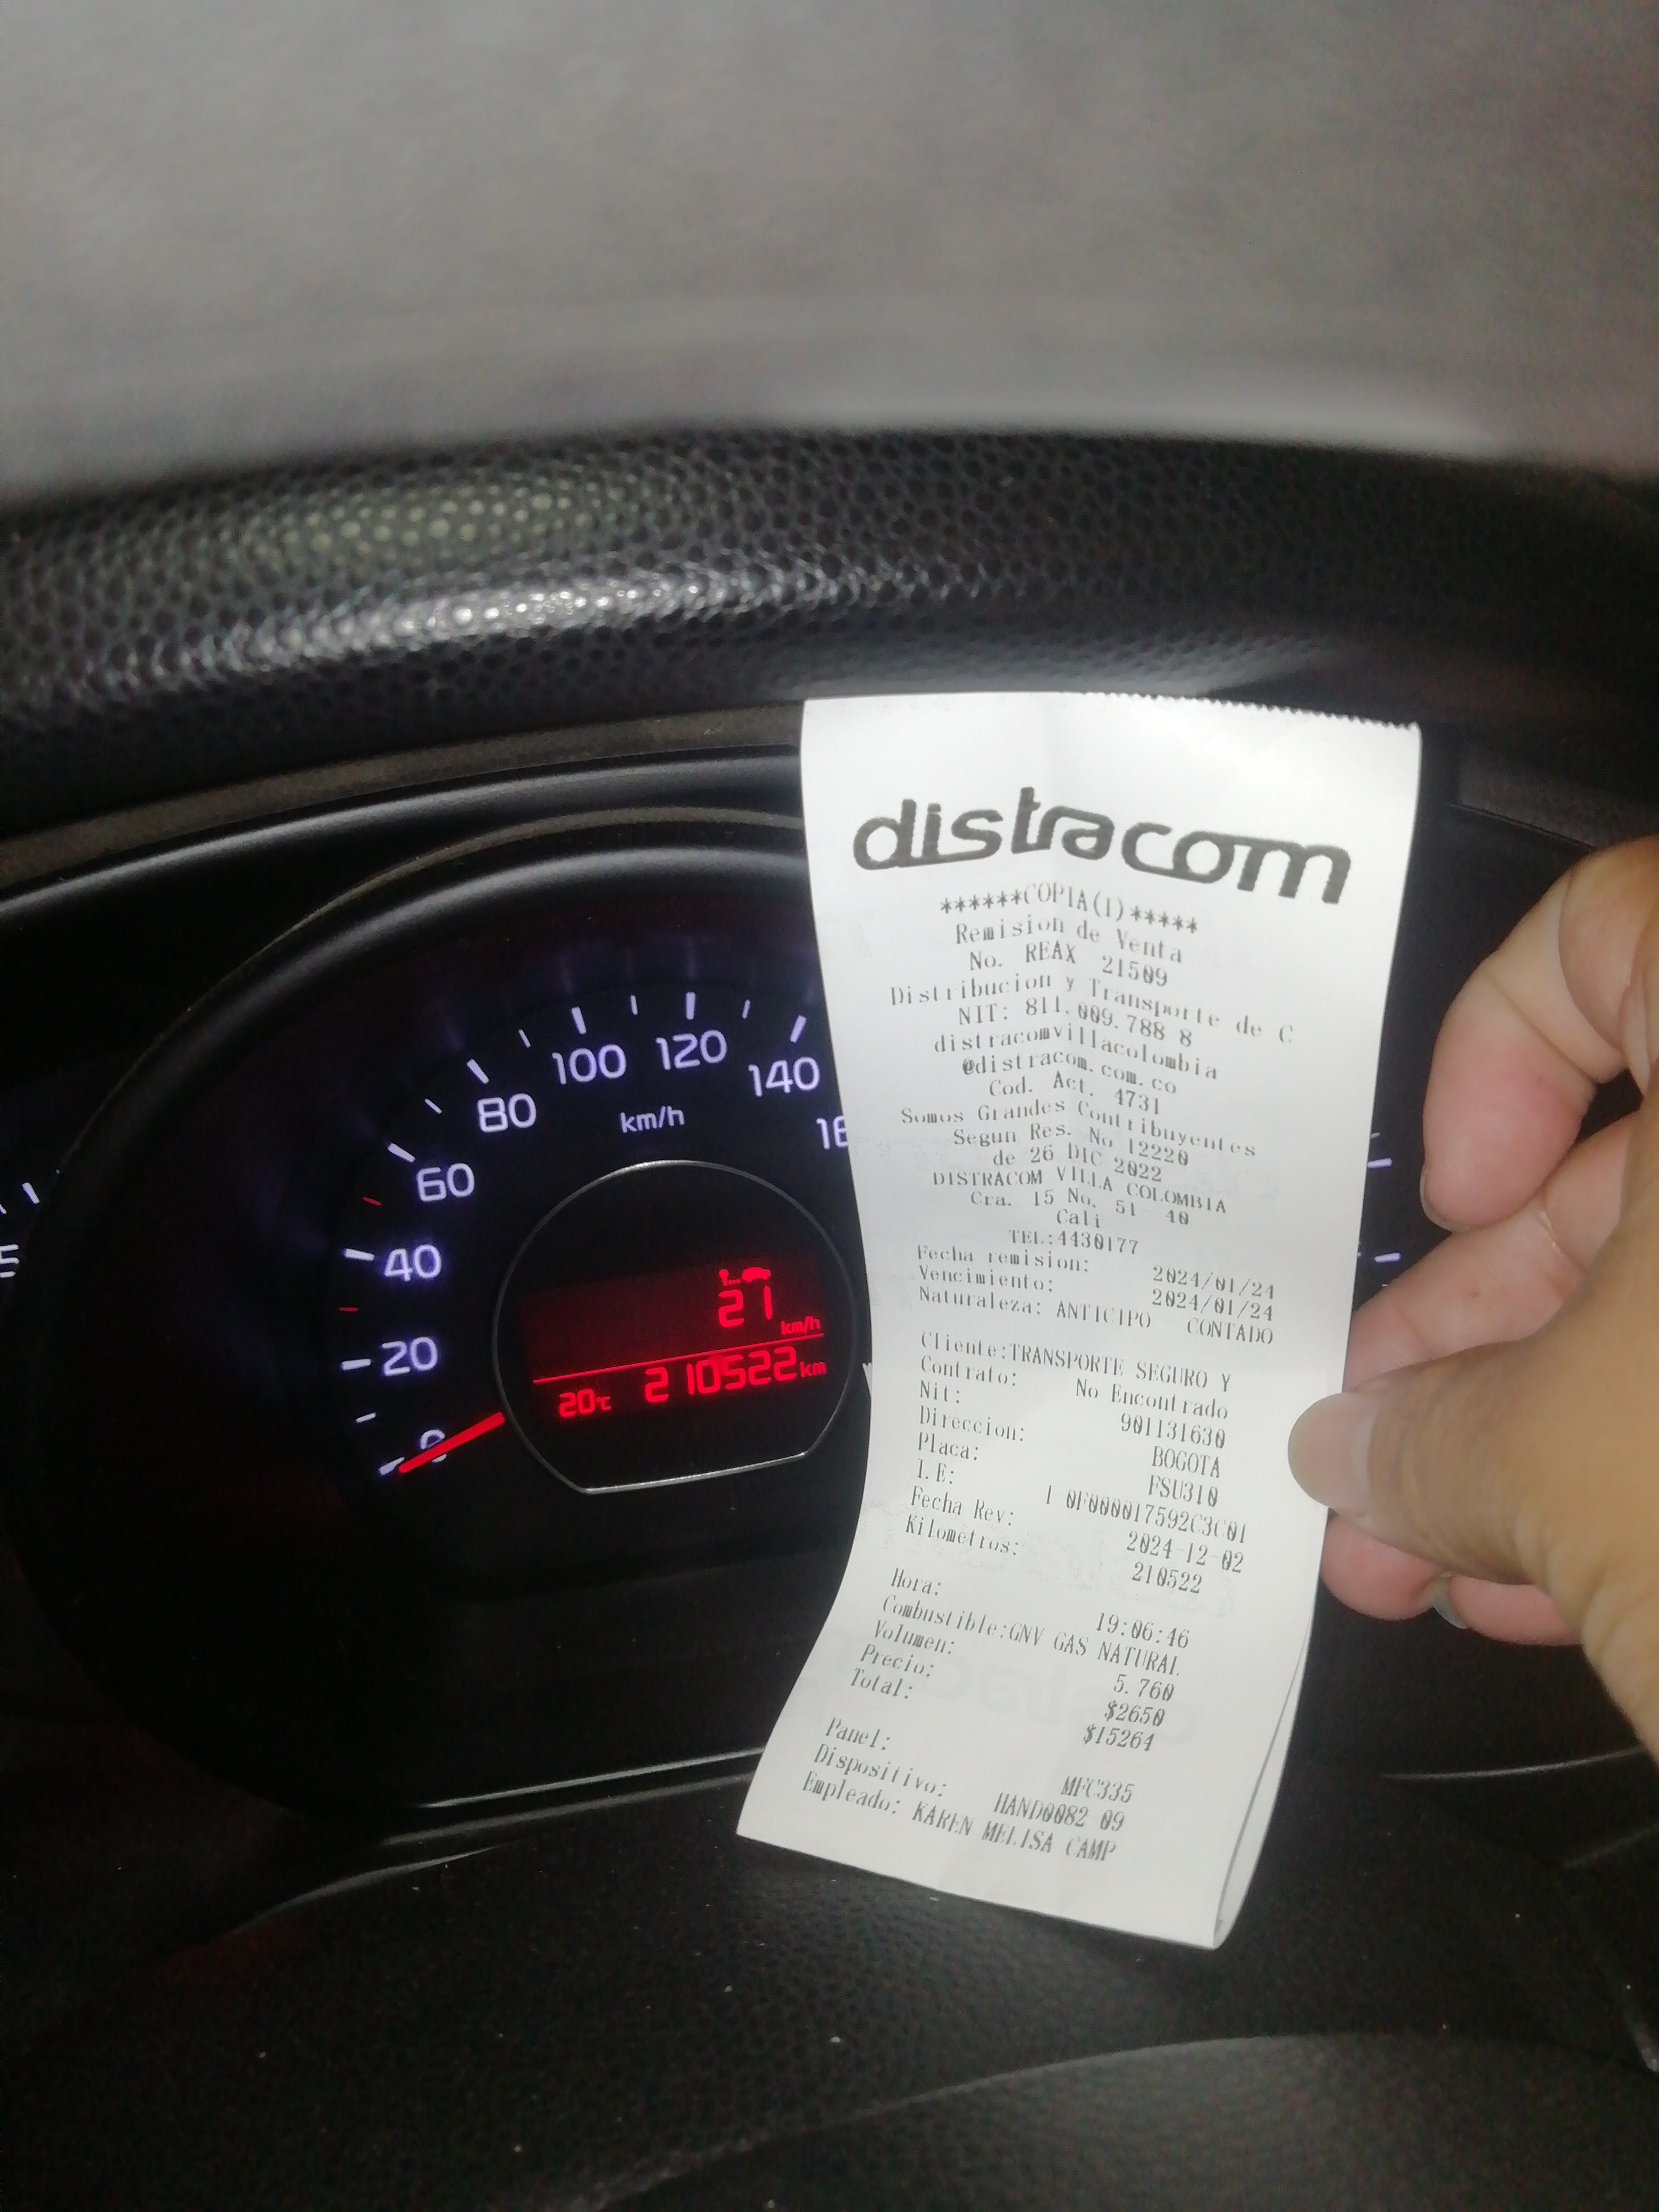 distracom
******COPIA(1)*****
Remision de Venta
No. REAX 21509
Distribucion y Transporte de C
NIT: 811.009.788 8
distracomvillacolombia
@distracom.com.co
Cod. Act. 4731
Somos Grandes Contribuyentes
Segun Res. No 12220
de 26 DIC 2022
DISTRACOM VILLA COLOMBIA
Cra. 15 No. 51 40
Cali
TEL:4430177
Fecha remision: 2024/01/24
Vencimiento: 2024/01/24
Naturaleza: ANTICIPO CONTADO
Cliente:TRANSPORTE SEGURO Y
Contrato: No Encontrado
Nit: 901131630
Direccion: BOGOTA
Placa: FSU310
I.E: 1 0F000017592C3C01
Fecha Rev: 2024-12-02
Kilometros: 210522
Hora: 19:06:46
Combustible:GNV GAS NATURAL
Volumen: 5.760
Precio: $2650
Total: $15264
Panel: MFC335
Dispositivo: HAND0082 09
Empleado: KAREN MELISA CAMP
0
20
40
60
80
100
120
140
16
km/h
21 km/h
20°C 210522km
5